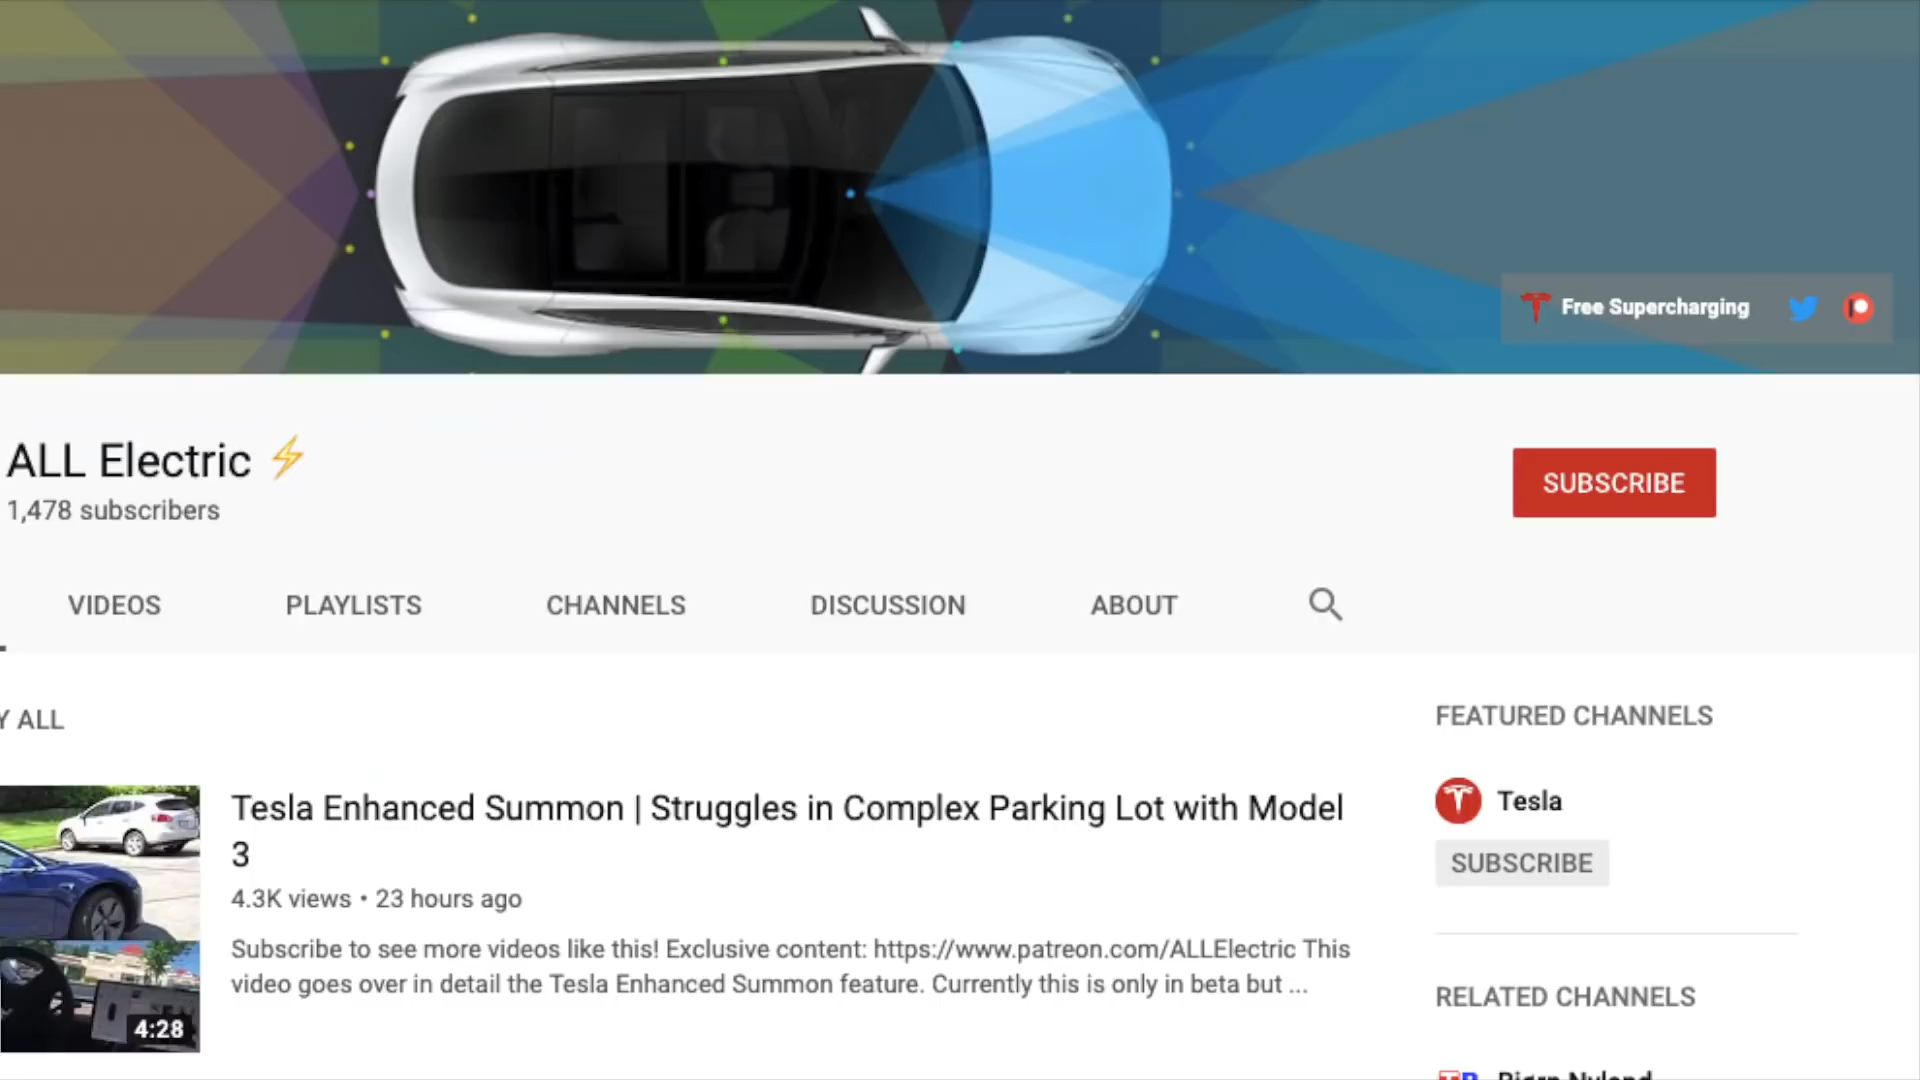 Free Supercharging
ALL Electric ⚡
1,478 subscribers
SUBSCRIBE
VIDEOS
PLAYLISTS
CHANNELS
DISCUSSION
ABOUT
Y ALL
FEATURED CHANNELS
Tesla
SUBSCRIBE
Tesla Enhanced Summon | Struggles in Complex Parking Lot with Model
3
4.3K views • 23 hours ago
Subscribe to see more videos like this! Exclusive content: https://www.patreon.com/ALLElectric This
video goes over in detail the Tesla Enhanced Summon feature. Currently this is only in beta but ...
4:28
RELATED CHANNELS
Bjørn Nyland